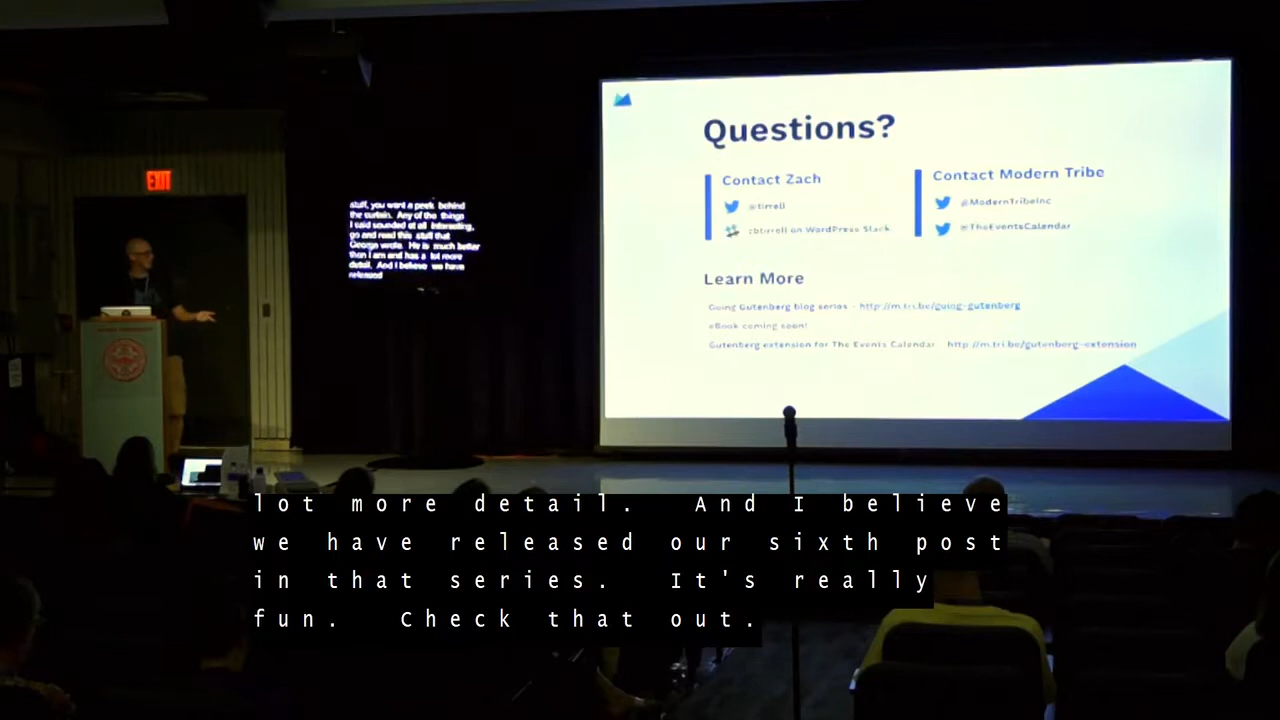 EXIT
stuff, you want a peek behind
the curtain. Any of the things
I said sounded at all interesting,
go and read this stuff that
George wrote. He is much better
than I am and has a lot more
detail. And I believe we have
released
Questions?
Contact Zach
@tirrell
zbtirrell on WordPress Slack
Contact Modern Tribe
@ModernTribeInc
@TheEventsCalendar
Learn More
Going Gutenberg blog series - http://m.tri.be/going-gutenberg
eBook coming soon!
Gutenberg extension for The Events Calendar - http://m.tri.be/gutenberg-extension
lot more detail. And I believe
we have released our sixth post
in that series. It's really
fun. Check that out.